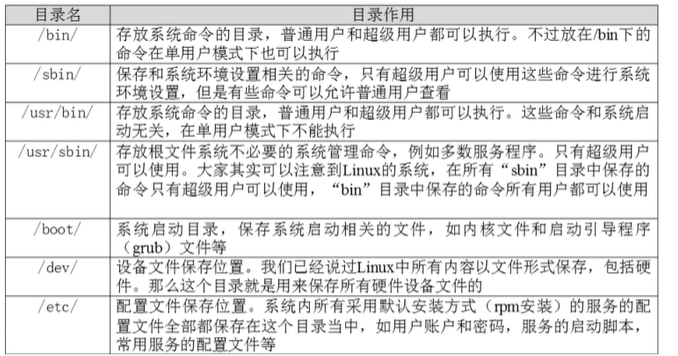 目录名 目录作用
/bin/ 存放系统命令的目录，普通用户和超级用户都可以执行。不过放在/bin下的
命令在单用户模式下也可以执行
/sbin/ 保存和系统环境设置相关的命令，只有超级用户可以使用这些命令进行系统
环境设置，但是有些命令可以允许普通用户查看
/usr/bin/ 存放系统命令的目录，普通用户和超级用户都可以执行。这些命令和系统启
动无关，在单用户模式下不能执行
/usr/sbin/ 存放根文件系统不必要的系统管理命令，例如多数服务程序。只有超级用户
可以使用。大家其实可以注意到Linux的系统，在所有“sbin”目录中保存的
命令只有超级用户可以使用，“bin”目录中保存的命令所有用户都可以使用
/boot/ 系统启动目录，保存系统启动相关的文件，如内核文件和启动引导程序
（grub）文件等
/dev/ 设备文件保存位置。我们已经说过Linux中所有内容以文件形式保存，包括硬
件。那么这个目录就是用来保存所有硬件设备文件的
/etc/ 配置文件保存位置。系统内所有采用默认安装方式（rpm安装）的服务的配
置文件全部都保存在这个目录当中，如用户账户和密码，服务的启动脚本，
常用服务的配置文件等